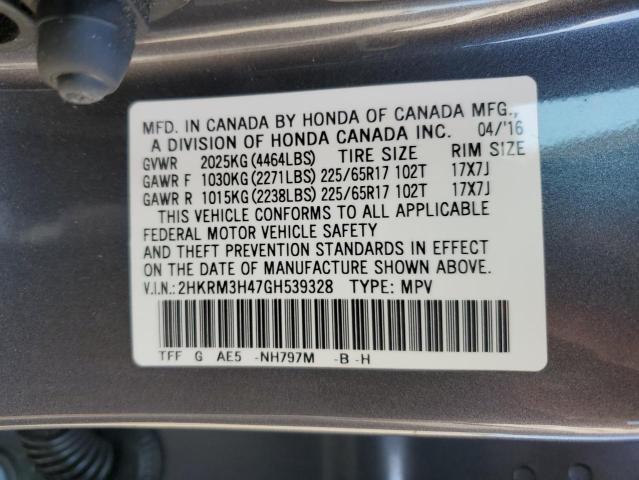 MFD. IN CANADA BY HONDA OF CANADA MFG.,
A DIVISION OF HONDA CANADA INC. 04/'16
GVWR 2025KG(4464LBS) TIRE SIZE RIM SIZE
GAWR F 1030KG(2271LBS) 225/65R17 102T 17X7J
GAWR R 1015KG(2238LBS) 225/65R17 102T 17X7J
THIS VEHICLE CONFORMS TO ALL APPLICABLE
FEDERAL MOTOR VEHICLE SAFETY
AND THEFT PREVENTION STANDARDS IN EFFECT
ON THE DATE OF MANUFACTURE SHOWN ABOVE.
V.I.N.:2HKRM3H47GH539328 TYPE: MPV
TFF G AE5 -NH797M -B -H